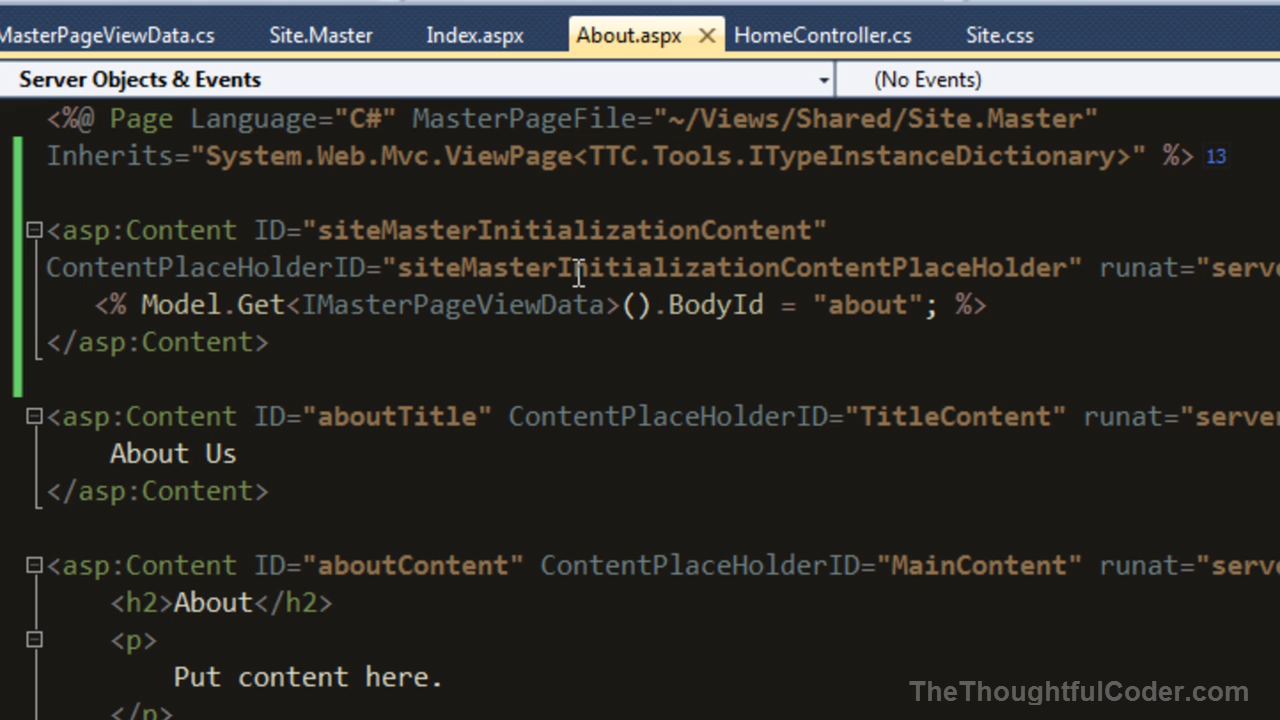 MasterPageViewData.cs Site.Master Index.aspx About.aspx HomeController.cs Site.css
Server Objects & Events (No Events)
<%@ Page Language="C#" MasterPageFile="~/Views/Shared/Site.Master"
Inherits="System.Web.Mvc.ViewPage<TTC.Tools.ITypeInstanceDictionary>" %> 13
<asp:Content ID="siteMasterInitializationContent"
ContentPlaceHolderID="siteMasterInitializationContentPlaceHolder" runat="serve
<% Model.Get<IMasterPageViewData>().BodyId = "about"; %>
</asp:Content>
<asp:Content ID="aboutTitle" ContentPlaceHolderID="TitleContent" runat="server
About Us
</asp:Content>
<asp:Content ID="aboutContent" ContentPlaceHolderID="MainContent" runat="serve
<h2>About</h2>
<p>
Put content here.
</p>
TheThoughtfulCoder.com